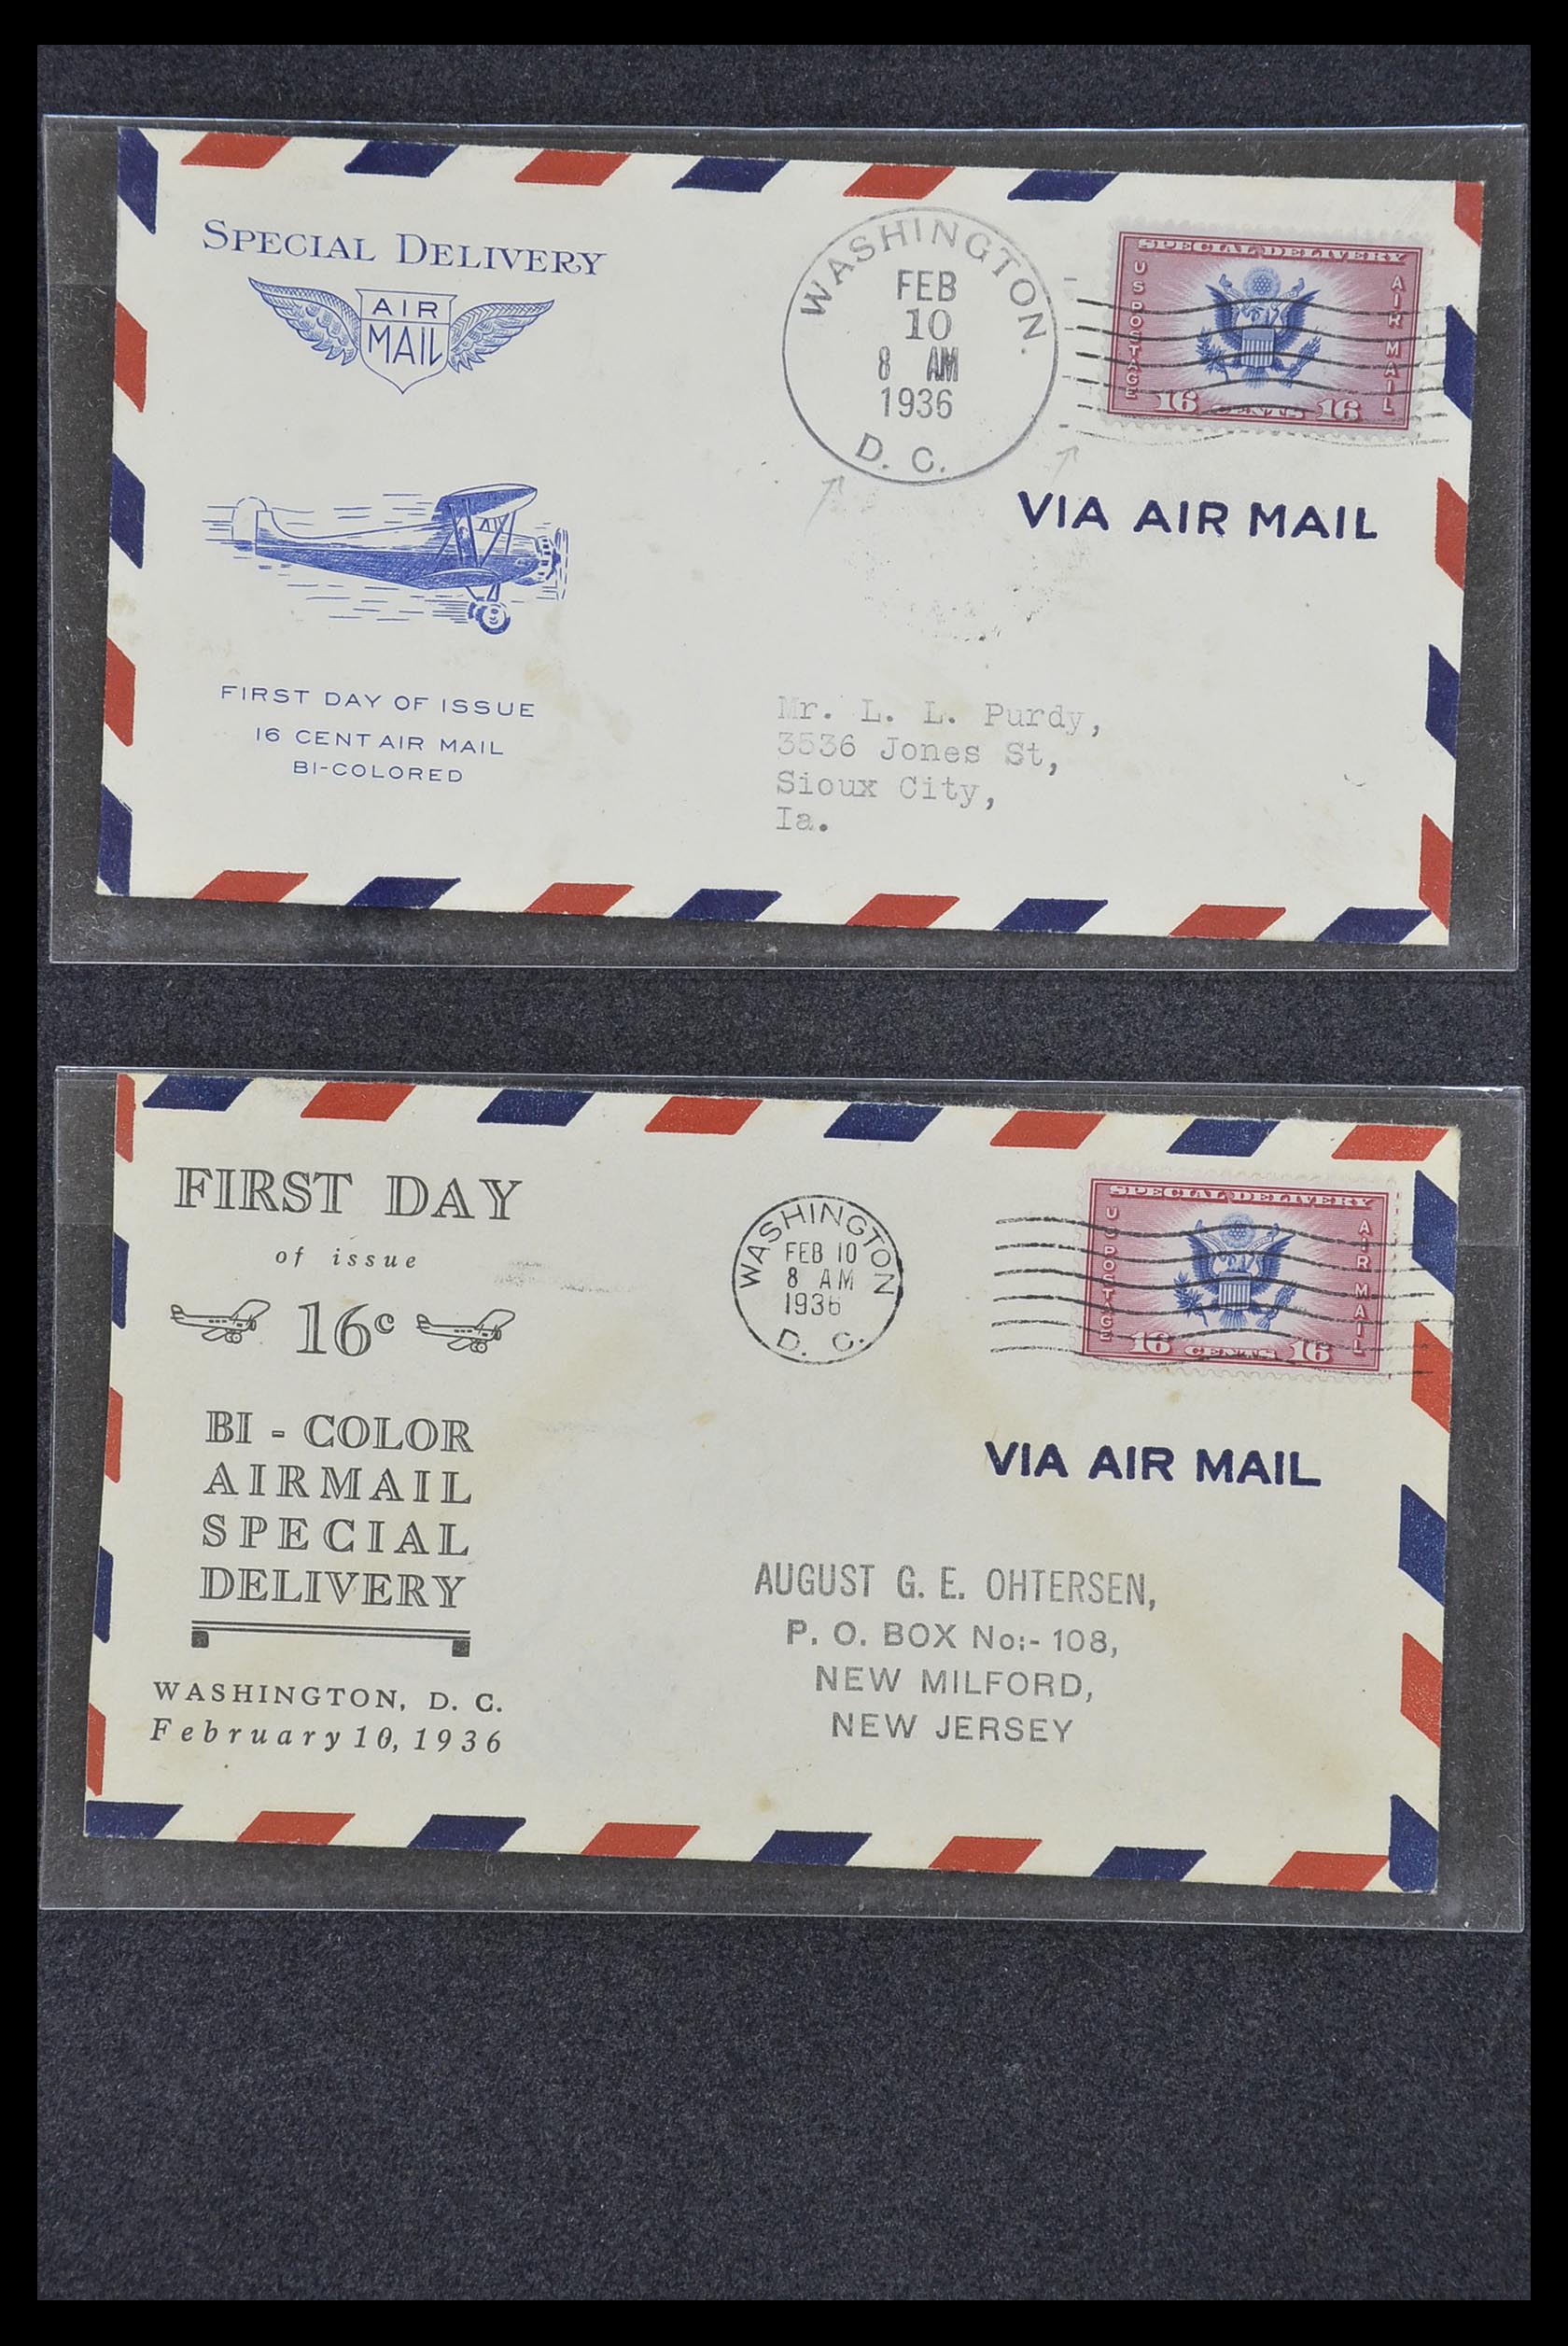 SPECIAL DELIVERY
AIR
MAIL
FIRST DAY OF ISSUE
16 CENT AIR MAIL
BI-COLORED
WASHINGTON.
FEB
10
8 AM
1936
D. C.
SPECIAL DELIVERY
US POSTAGE
AIR MAIL
16 CENTS 16
VIA AIR MAIL
Mr. L. L. Purdy,
3536 Jones St,
Sioux City,
Ia.
FIRST DAY
of issue
16c
BI - COLOR
AIRMAIL
SPECIAL
DELIVERY
WASHINGTON, D. C.
February 10, 1936
WASHINGTON
FEB 10
8 AM
1936
D. C.
SPECIAL DELIVERY
US POSTAGE
AIR MAIL
16 CENTS 16
VIA AIR MAIL
AUGUST G. E. OHTERSEN,
P. O. BOX No:- 108,
NEW MILFORD,
NEW JERSEY